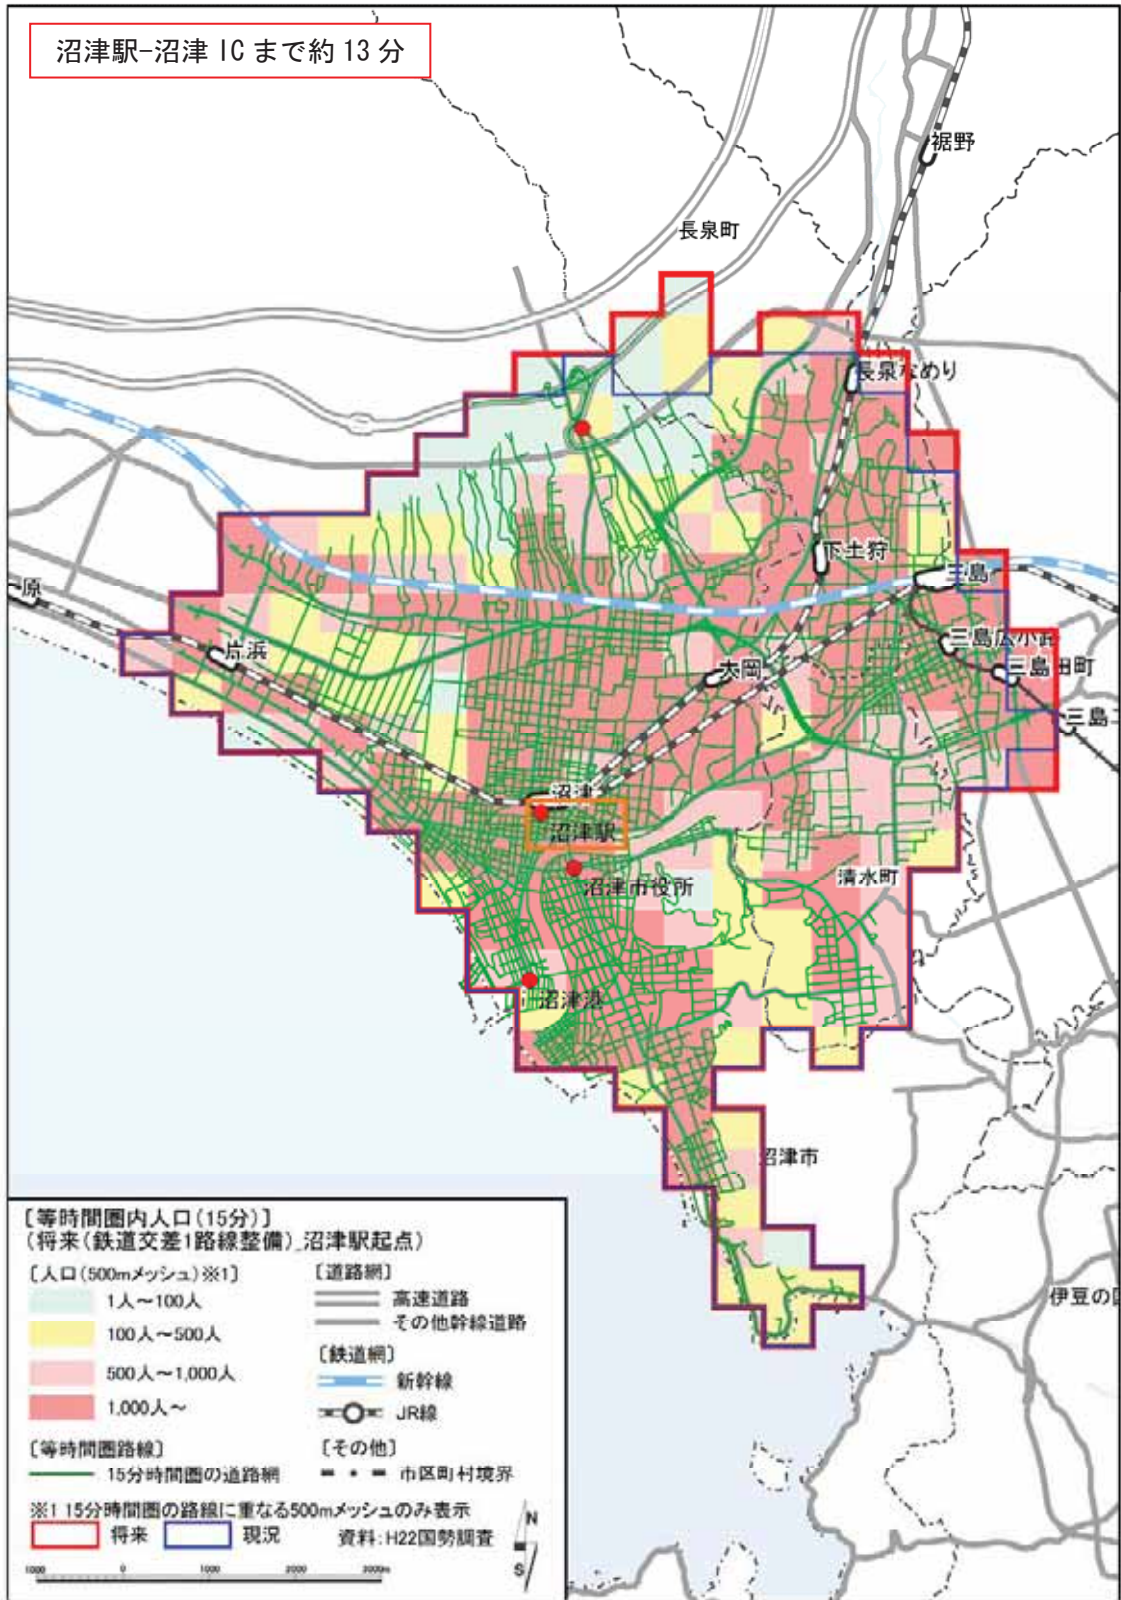 沼津駅-沼津 IC まで約 13 分
裾野
長泉町
長泉なめり
下土狩
三島
原
片浜
三島広小路
大岡
三島田町
三島二
沼津
沼津駅
沼津市役所
清水町
沼津港
沼津市
伊豆の国
［等時間圏内人口(15分)］
(将来(鉄道交差1路線整備)_沼津駅起点)
［人口(500mメッシュ)※1］
1人～100人
100人～500人
500人～1,000人
1,000人～
［等時間圏路線］
15分時間圏の道路網
［道路網］
高速道路
その他幹線道路
［鉄道網］
新幹線
JR線
［その他］
市区町村境界
※1 15分時間圏の路線に重なる500mメッシュのみ表示
将来 現況 資料:H22国勢調査
N
S
1000 0 1000 2000 3000m